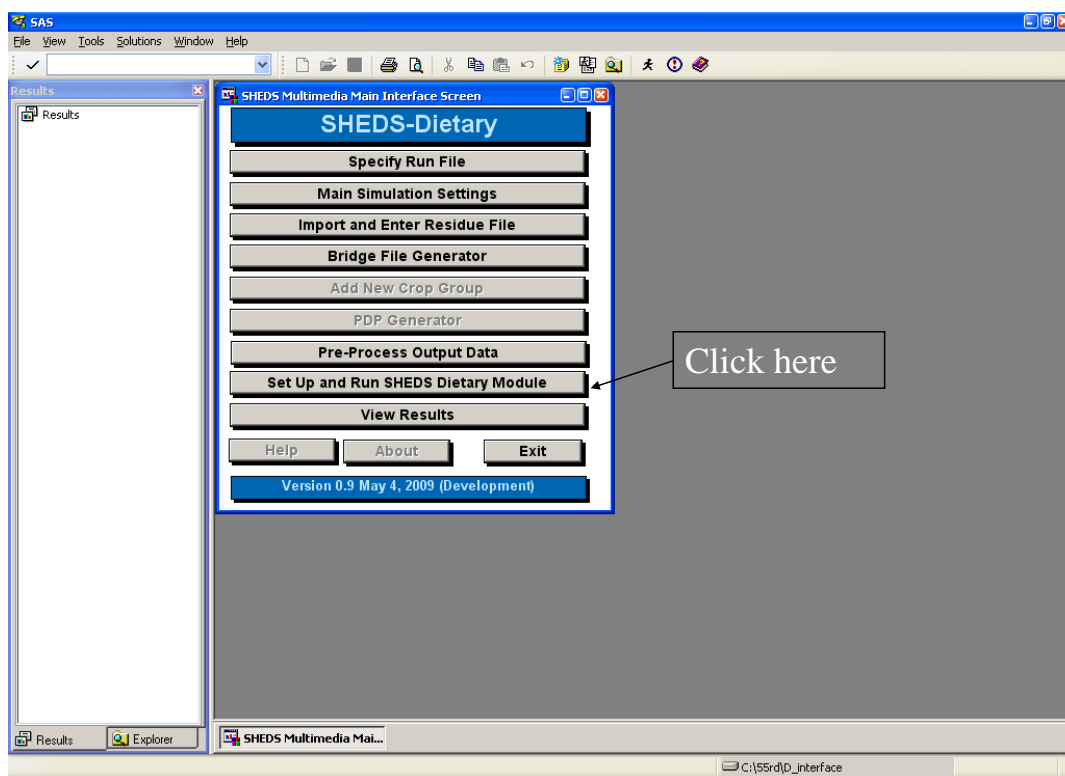 SAS
File View Tools Solutions Window Help
Results
Results
SHEDS Multimedia Main Interface Screen
SHEDS-Dietary
Specify Run File
Main Simulation Settings
Import and Enter Residue File
Bridge File Generator
Add New Crop Group
PDP Generator
Pre-Process Output Data
Set Up and Run SHEDS Dietary Module
View Results
Help About Exit
Version 0.9 May 4, 2009 (Development)
Click here
Results Explorer
SHEDS Multimedia Mai...
C:\55rd\D_interface